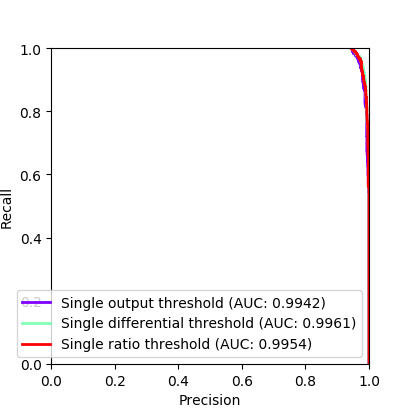 1.0
0.8
0.6
0.4
0.2
0.0
Recall
Single output threshold (AUC: 0.9942)
Single differential threshold (AUC: 0.9961)
Single ratio threshold (AUC: 0.9954)
0.0 0.2 0.4 0.6 0.8 1.0
Precision